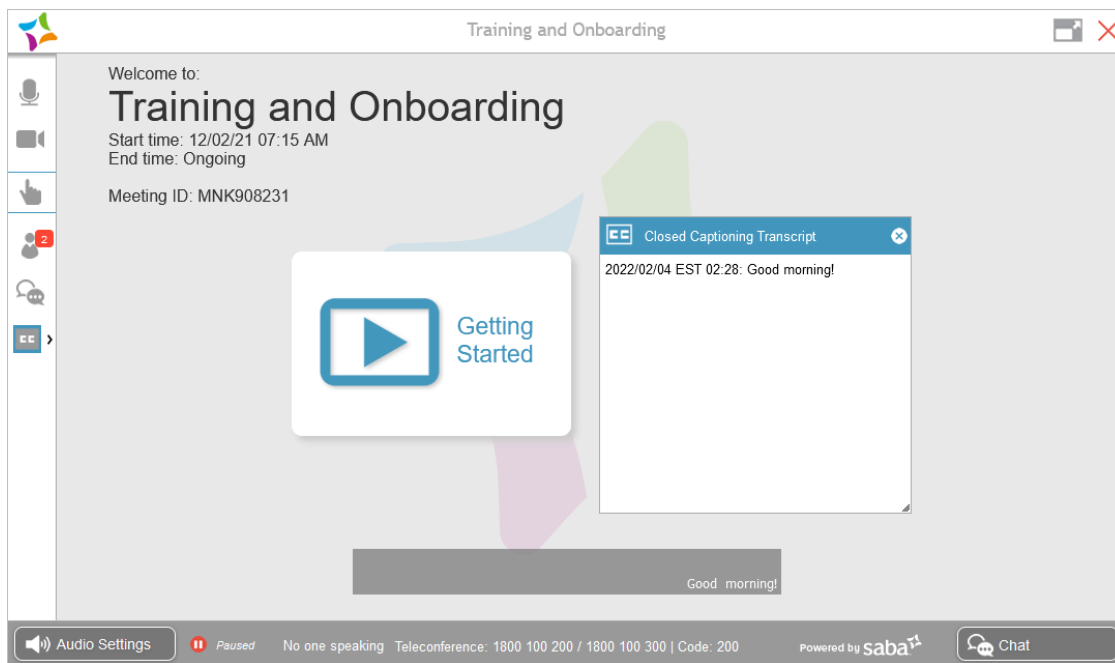 Training and Onboarding
Welcome to:
Training and Onboarding
Start time: 12/02/21 07:15 AM
End time: Ongoing
Meeting ID: MNK908231
2
CC
Getting
Started
CC Closed Captioning Transcript
2022/02/04 EST 02:28: Good morning!
Good morning!
Audio Settings
Paused
No one speaking
Teleconference: 1800 100 200 / 1800 100 300 | Code: 200
Powered by saba
Chat